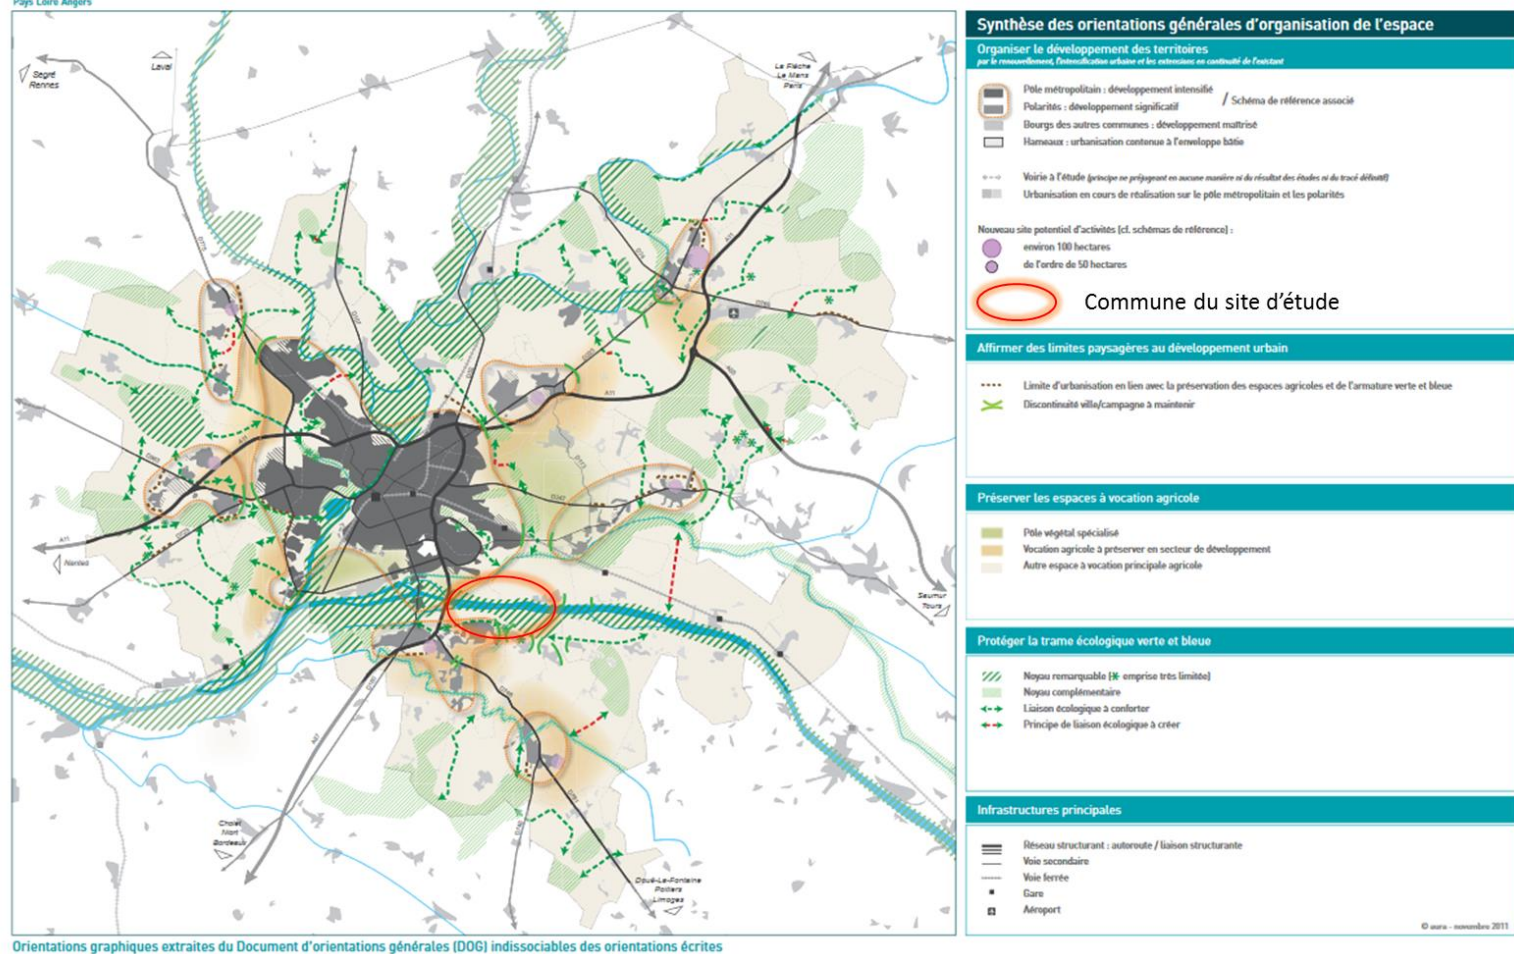 Pays Loire Angers
Synthèse des orientations générales d'organisation de l'espace
Organiser le développement des territoires
par le renouvellement, l'intensification urbaine et les extensions en continuité de l'existant
Pôle métropolitain : développement intensifié
Polarités : développement significatif
/ Schéma de référence associé
Bourgs des autres communes : développement maîtrisé
Hameaux : urbanisation contenue à l'enveloppe bâtie
Voirie à l'étude (principe ne préjugeant en aucune manière ni du résultat des études ni du tracé définitif)
Urbanisation en cours de réalisation sur le pôle métropolitain et les polarités
Nouveau site potentiel d'activités (cf. schémas de référence) :
environ 100 hectares
de l'ordre de 50 hectares
Commune du site d'étude
Affirmer des limites paysagères au développement urbain
Limite d'urbanisation en lien avec la préservation des espaces agricoles et de l'armature verte et bleue
Discontinuité ville/campagne à maintenir
Préserver les espaces à vocation agricole
Pôle végétal spécialisé
Vocation agricole à préserver en secteur de développement
Autre espace à vocation principale agricole
Protéger la trame écologique verte et bleue
Noyau remarquable (* emprise très limitée)
Noyau complémentaire
Liaison écologique à conforter
Principe de liaison écologique à créer
Infrastructures principales
Réseau structurant : autoroute / liaison structurante
Voie secondaire
Voie ferrée
Gare
Aéroport
© aura - novembre 2011
Segré
Rennes
Laval
La Flèche
Le Mans
Paris
A11
A11
A11
A11
Nantes
Saumur
Tours
A87
Cholet
Niort
Bordeaux
Doué-La-Fontaine
Poitiers
Limoges
Orientations graphiques extraites du Document d'orientations générales (DOG) indissociables des orientations écrites